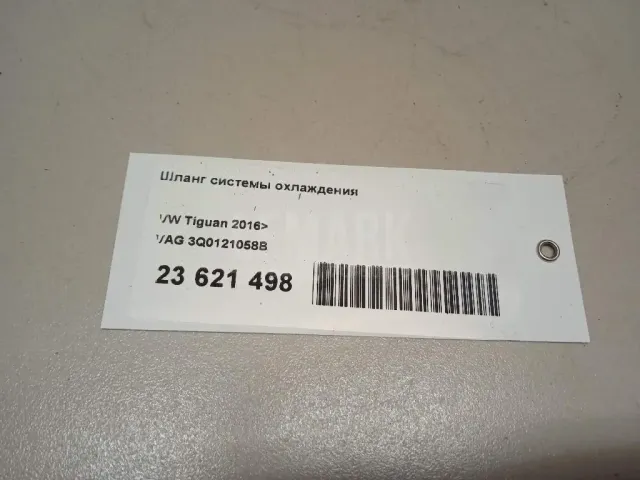 Шланг системы охлаждения
VW Tiguan 2016>
VAG 3Q0121058B
23 621 498